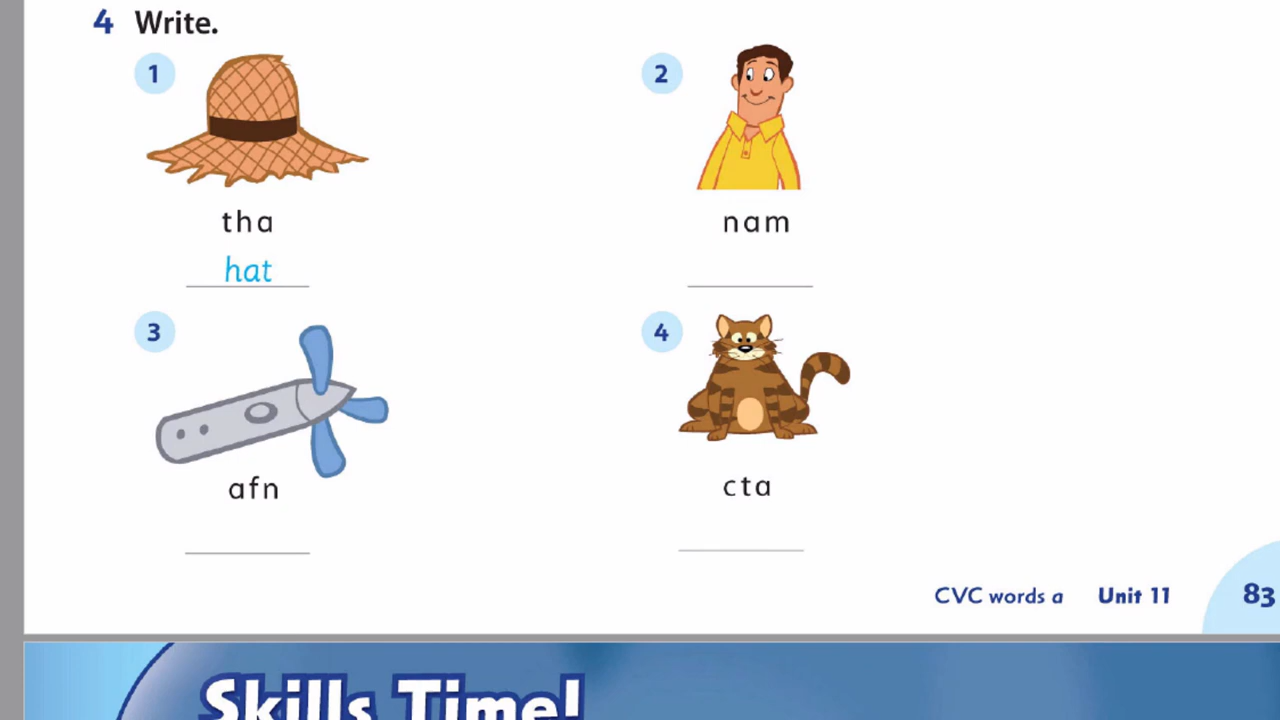 4 Write.
1
2
tha
nam
hat
3
4
afn
cta
CVC words a Unit 11 83
Skills Time!